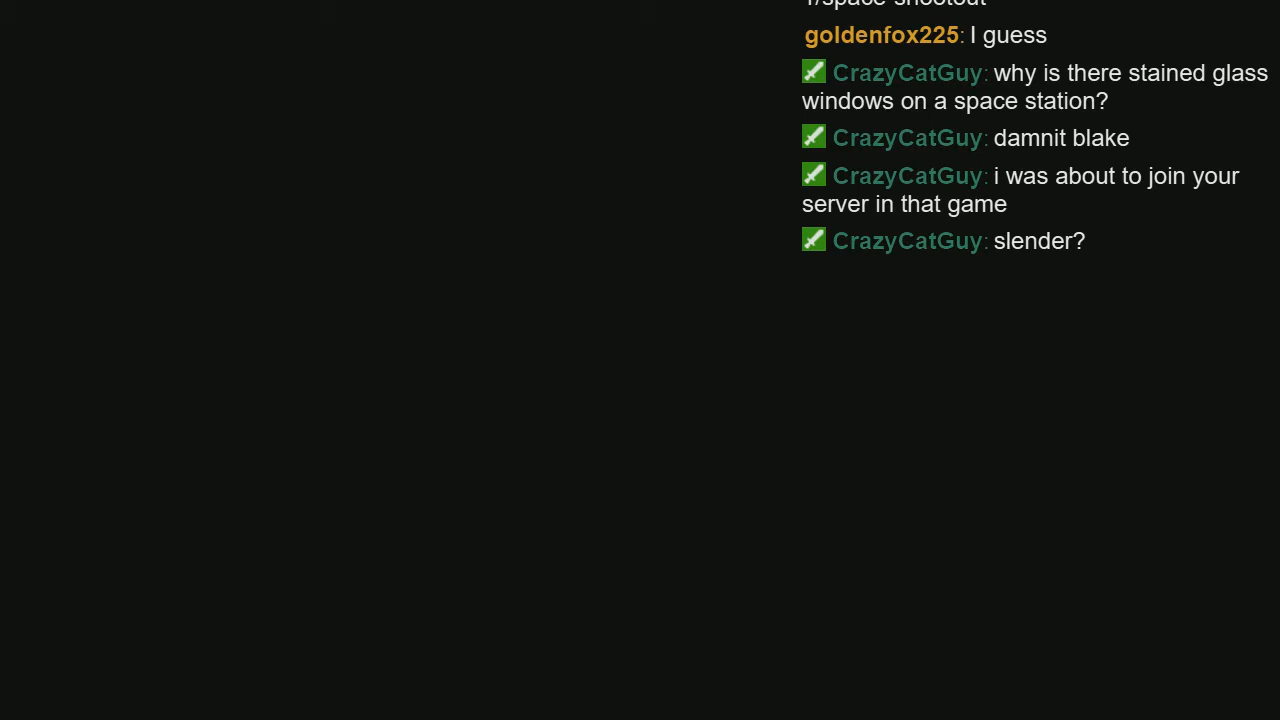 goldenfox225: I guess
CrazyCatGuy: why is there stained glass
windows on a space station?
CrazyCatGuy: damnit blake
CrazyCatGuy: i was about to join your
server in that game
CrazyCatGuy: slender?